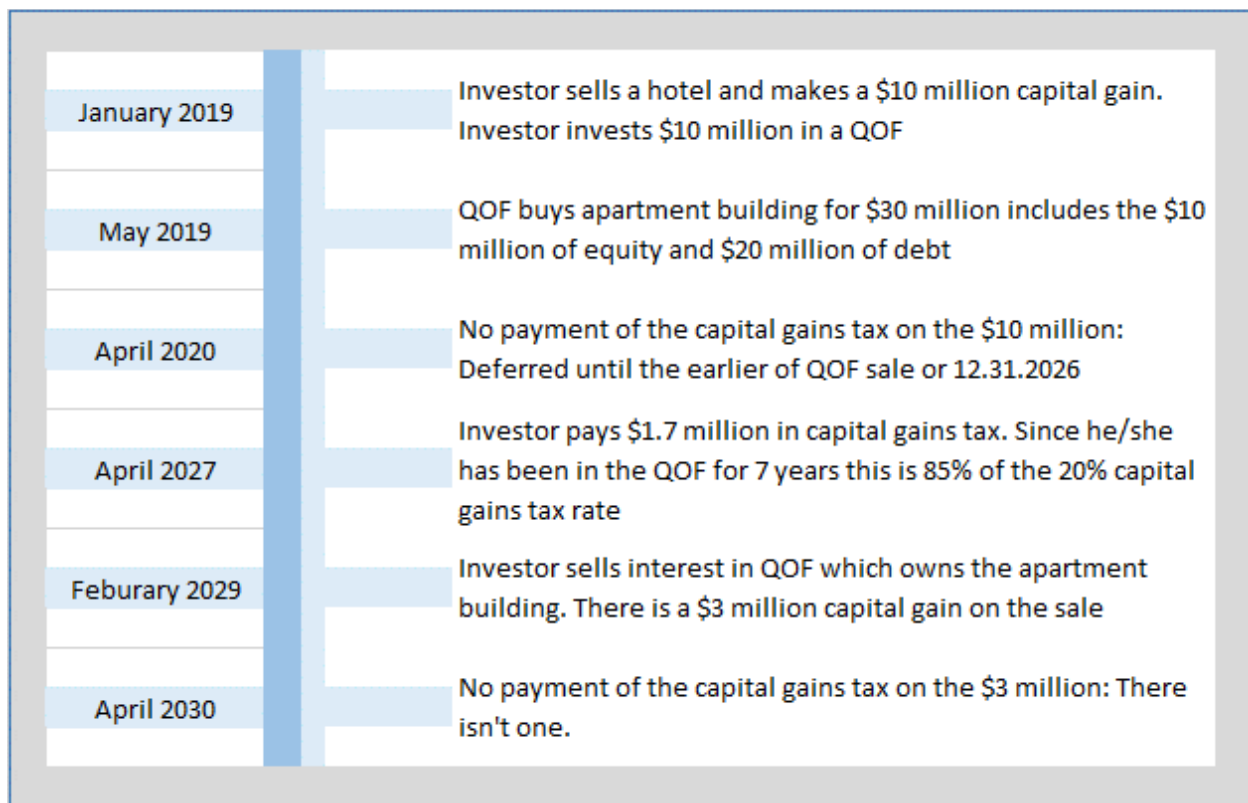 January 2019
Investor sells a hotel and makes a $10 million capital gain.
Investor invests $10 million in a QOF
May 2019
QOF buys apartment building for $30 million includes the $10
million of equity and $20 million of debt
April 2020
No payment of the capital gains tax on the $10 million:
Deferred until the earlier of QOF sale or 12.31.2026
April 2027
Investor pays $1.7 million in capital gains tax. Since he/she
has been in the QOF for 7 years this is 85% of the 20% capital
gains tax rate
Feburary 2029
Investor sells interest in QOF which owns the apartment
building. There is a $3 million capital gain on the sale
April 2030
No payment of the capital gains tax on the $3 million: There
isn't one.